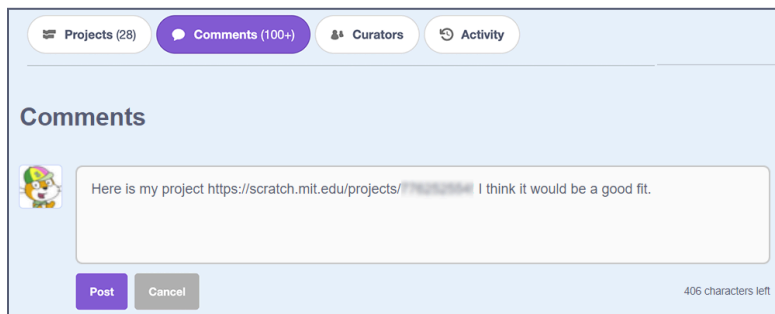 Projects (28) Comments (100+) Curators Activity
Comments
Here is my project https://scratch.mit.edu/projects/ I think it would be a good fit.
Post Cancel 406 characters left